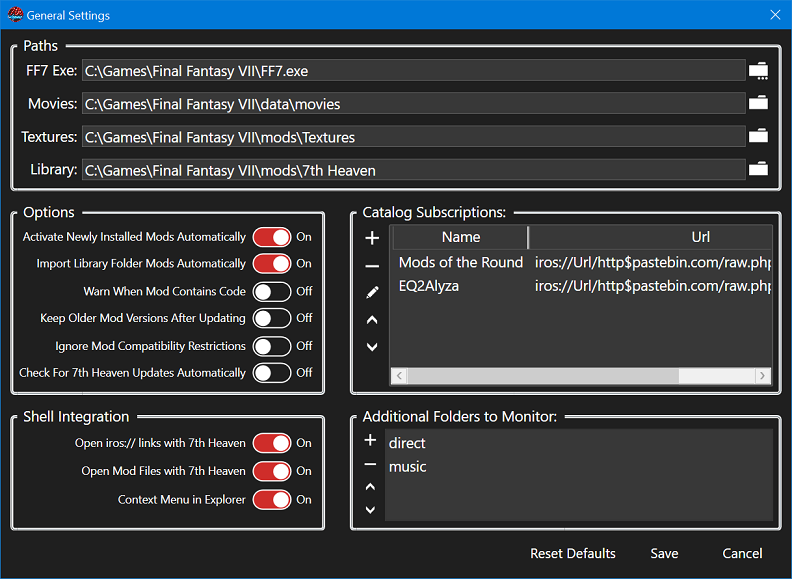 General Settings
Paths
FF7 Exe: C:\Games\Final Fantasy VII\FF7.exe
Movies: C:\Games\Final Fantasy VII\data\movies
Textures: C:\Games\Final Fantasy VII\mods\Textures
Library: C:\Games\Final Fantasy VII\mods\7th Heaven
Options
Activate Newly Installed Mods Automatically On
Import Library Folder Mods Automatically On
Warn When Mod Contains Code Off
Keep Older Mod Versions After Updating Off
Ignore Mod Compatibility Restrictions Off
Check For 7th Heaven Updates Automatically Off
Catalog Subscriptions:
Name Url
Mods of the Round iros://Url/http$pastebin.com/raw.php
EQ2Alyza iros://Url/http$pastebin.com/raw.php
Shell Integration
Open iros:// links with 7th Heaven On
Open Mod Files with 7th Heaven On
Context Menu in Explorer On
Additional Folders to Monitor:
direct
music
Reset Defaults Save Cancel